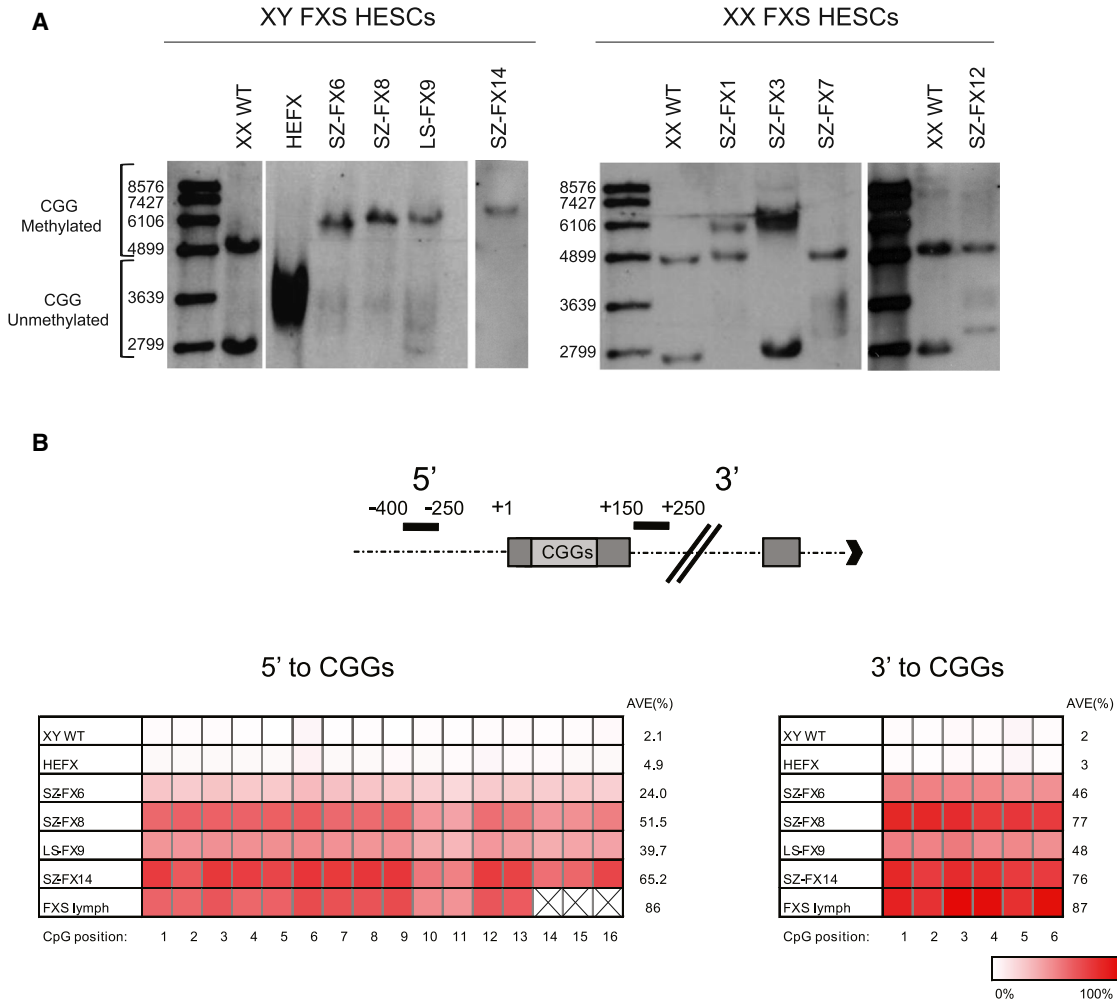 A
XY FXS HESCs
XX FXS HESCs
XX WT
HEFX
SZ-FX6
SZ-FX8
LS-FX9
SZ-FX14
XX WT
SZ-FX1
SZ-FX3
SZ-FX7
XX WT
SZ-FX12
CGG
Methylated
CGG
Unmethylated
8576
7427
6106
4899
3639
2799
8576
7427
6106
4899
3639
2799
B
5’
3’
-400 -250 +1 +150 +250
CGGs
5’ to CGGs
AVE(%)
XY WT 2.1
HEFX 4.9
SZ-FX6 24.0
SZ-FX8 51.5
LS-FX9 39.7
SZ-FX14 65.2
FXS lymph 86
CpG position: 1 2 3 4 5 6 7 8 9 10 11 12 13 14 15 16
3’ to CGGs
AVE(%)
XY WT 2
HEFX 3
SZ-FX6 46
SZ-FX8 77
LS-FX9 48
SZ-FX14 76
FXS lymph 87
CpG position: 1 2 3 4 5 6
0% 100%